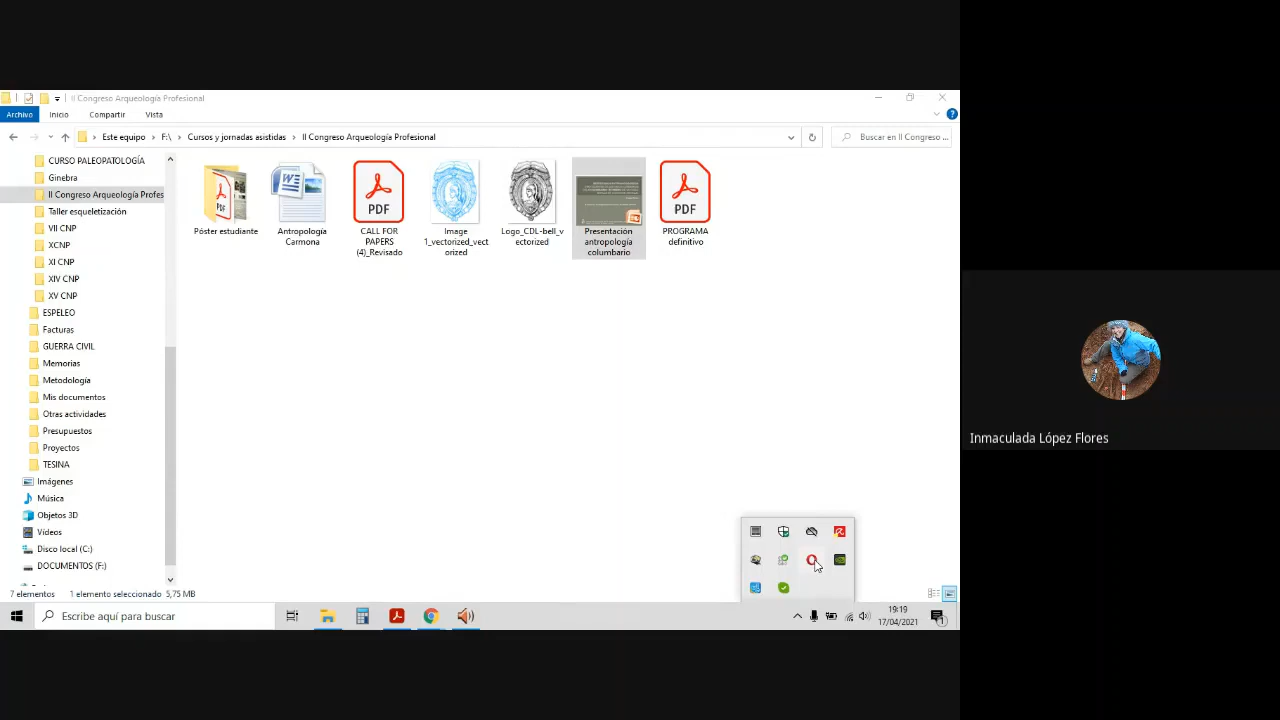 II Congreso Arqueología Profesional
Archivo Inicio Compartir Vista
Este equipo > F:\ > Cursos y jornadas asistidas > II Congreso Arqueología Profesional
Buscar en II Congreso ...
CURSO PALEOPATOLOGÍA
Ginebra
II Congreso Arqueología Profes
Taller esqueletización
VII CNP
XCNP
XI CNP
XIV CNP
XV CNP
ESPELEO
Facturas
GUERRA CIVIL
Memorias
Metodología
Mis documentos
Otras actividades
Presupuestos
Proyectos
TESINA
Imágenes
Música
Objetos 3D
Vídeos
Disco local (C:)
DOCUMENTOS (F:)
Póster estudiante
Antropología
Carmona
PDF
CALL FOR
PAPERS
(4)_Revisado
Image
1_vectorized_vect
orized
Logo_CDL-bell_v
ectorized
Presentación
antropología
columbario
PDF
PROGRAMA
definitivo
7 elementos 1 elemento seleccionado 5,75 MB
Escribe aquí para buscar
19:19
17/04/2021
Inmaculada López Flores